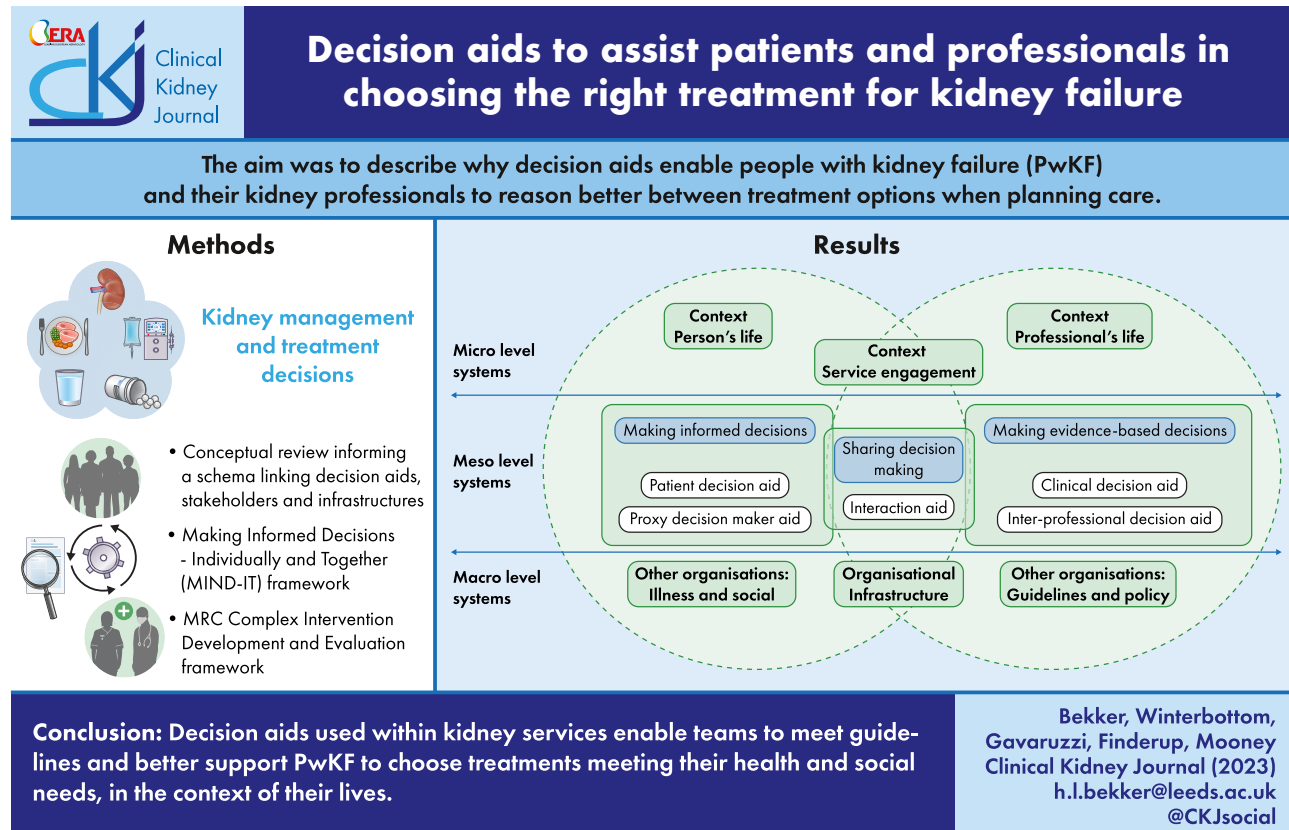 ERA
CKJ
Clinical
Kidney
Journal
Decision aids to assist patients and professionals in
choosing the right treatment for kidney failure
The aim was to describe why decision aids enable people with kidney failure (PwKF)
and their kidney professionals to reason better between treatment options when planning care.
Methods
Kidney management
and treatment
decisions
• Conceptual review informing
a schema linking decision aids,
stakeholders and infrastructures
• Making Informed Decisions
- Individually and Together
(MIND-IT) framework
• MRC Complex Intervention
Development and Evaluation
framework
Results
Micro level
systems
Context
Person's life
Context
Service engagement
Context
Professional's life
Meso level
systems
Making informed decisions
Patient decision aid
Proxy decision maker aid
Sharing decision
making
Interaction aid
Making evidence-based decisions
Clinical decision aid
Inter-professional decision aid
Macro level
systems
Other organisations:
Illness and social
Organisational
Infrastructure
Other organisations:
Guidelines and policy
Conclusion: Decision aids used within kidney services enable teams to meet guide-
lines and better support PwKF to choose treatments meeting their health and social
needs, in the context of their lives.
Bekker, Winterbottom,
Gavaruzzi, Finderup, Mooney
Clinical Kidney Journal (2023)
h.l.bekker@leeds.ac.uk
@CKJsocial